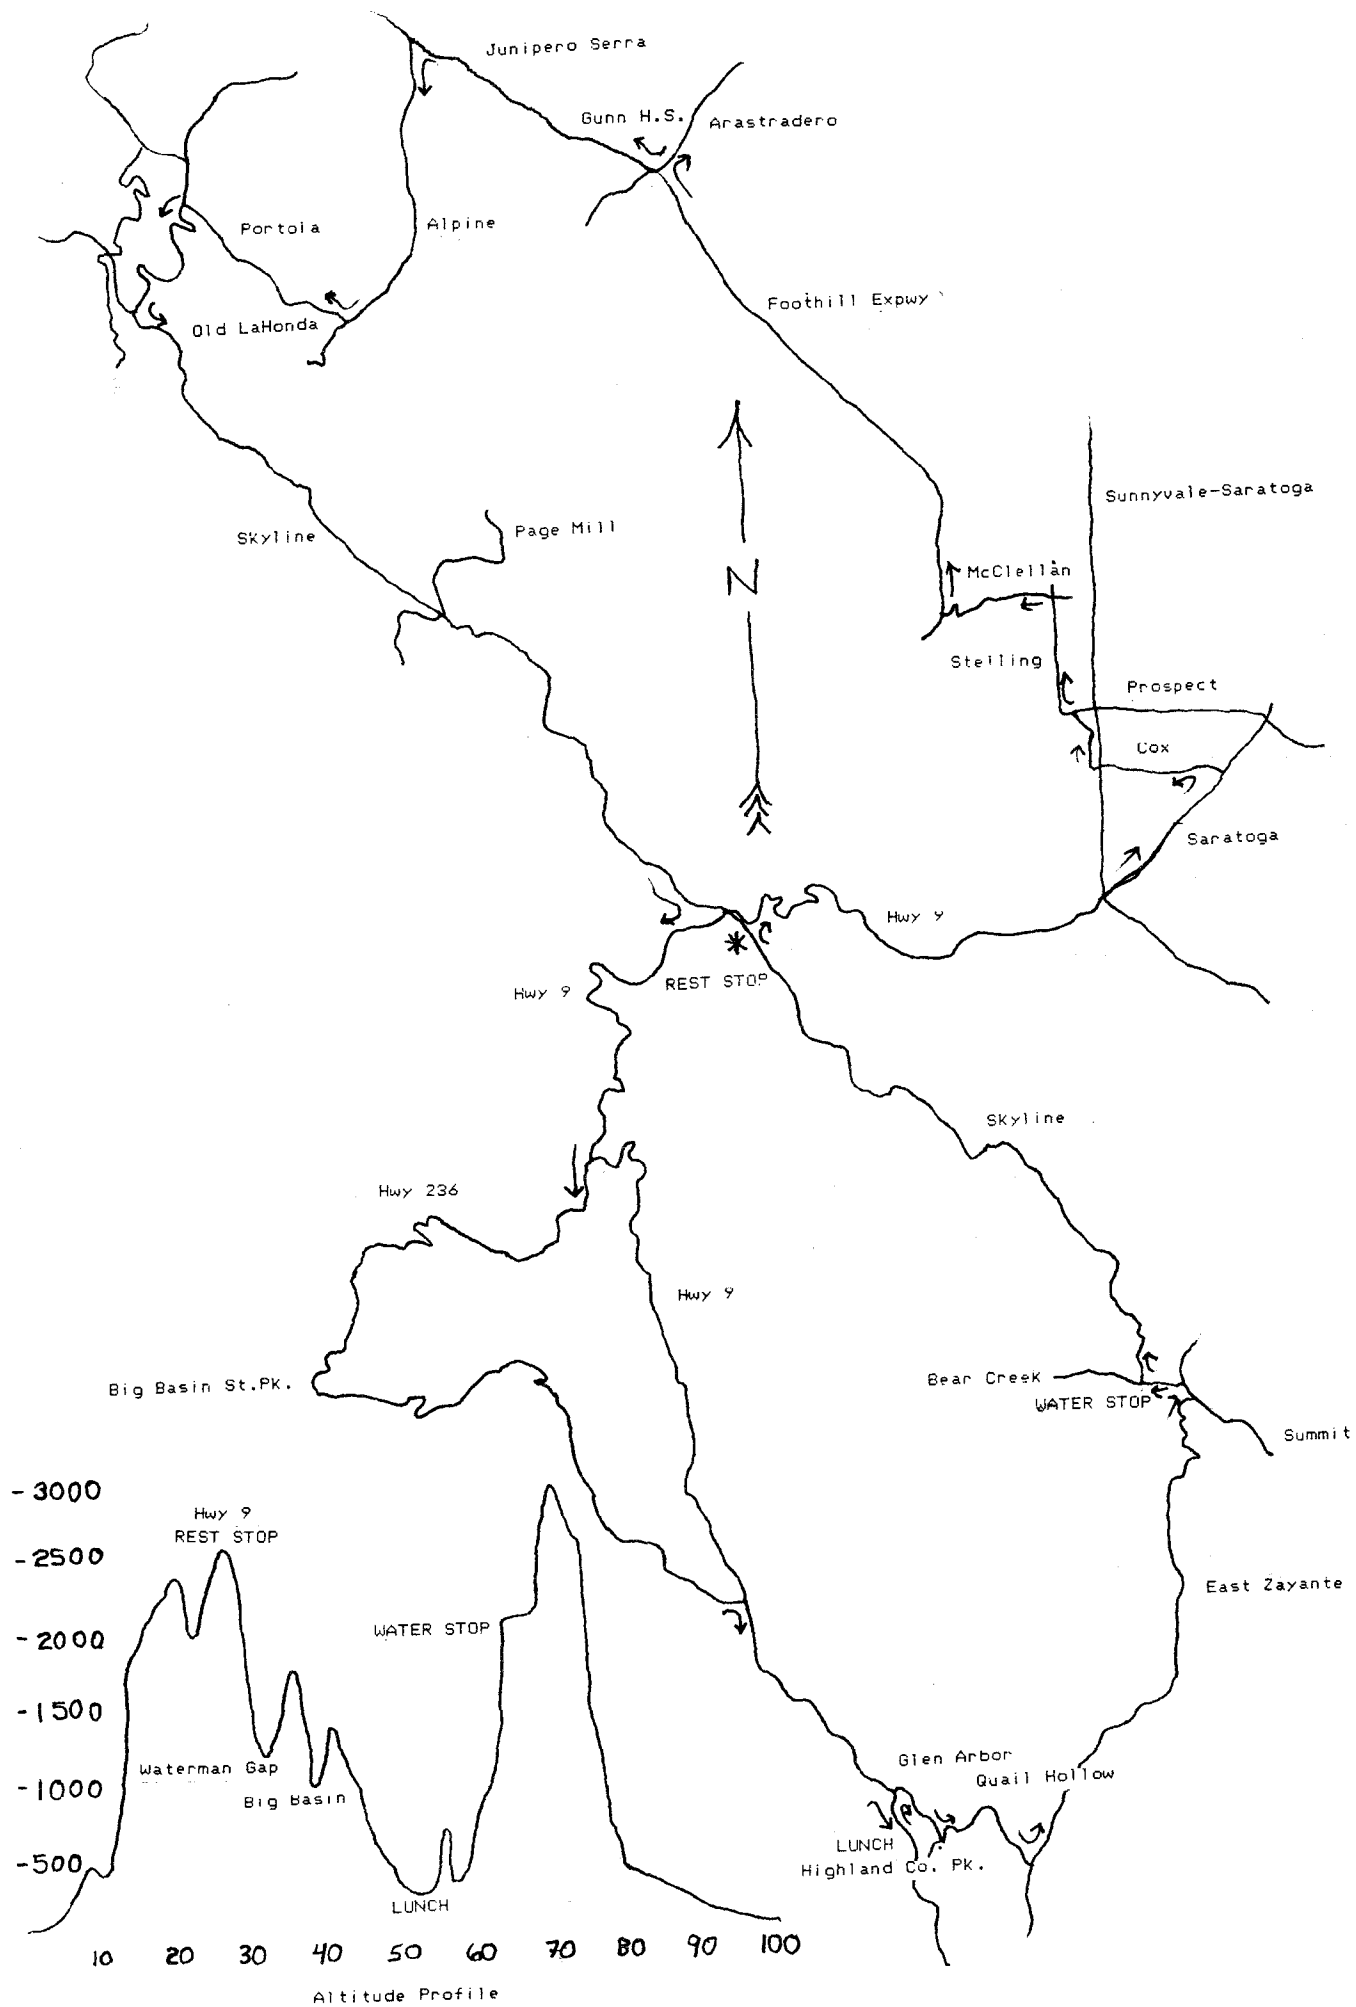 Junipero Serra
Gunn H.S.
Arastradero
Portola
Alpine
Foothill Expwy
Old LaHonda
Sunnyvale-Saratoga
Skyline
Page Mill
N
McClellan
Stelling
Prospect
Cox
Saratoga
Hwy 9
REST STOP
Hwy 9
Skyline
Hwy 236
Hwy 9
Big Basin St.Pk.
Bear Creek
WATER STOP
Summit
East Zayante
Glen Arbor
Quail Hollow
LUNCH
Highland Co. Pk.
- 3000
Hwy 9
REST STOP
- 2500
- 2000
WATER STOP
- 1500
Waterman Gap
- 1000
Big Basin
- 500
LUNCH
10 20 30 40 50 60 70 80 90 100
Altitude Profile